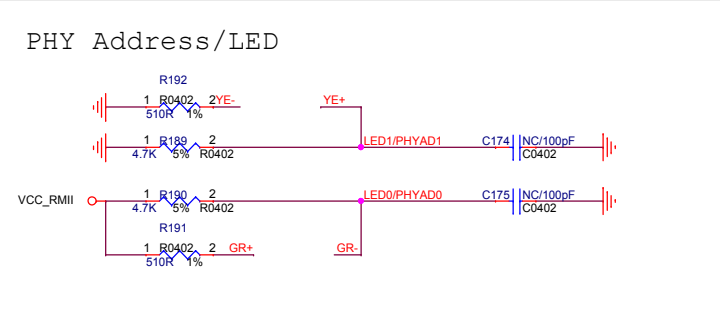 PHY Address/LED
R192
1 R0402 2 YE-
510R 1%
YE+
1 R189 2
4.7K 5% R0402
LED1/PHYAD1
C174 NC/100pF
C0402
VCC_RMII
1 R190 2
4.7K 5% R0402
LED0/PHYAD0
C175 NC/100pF
C0402
R191
1 R0402 2 GR+
510R 1%
GR-